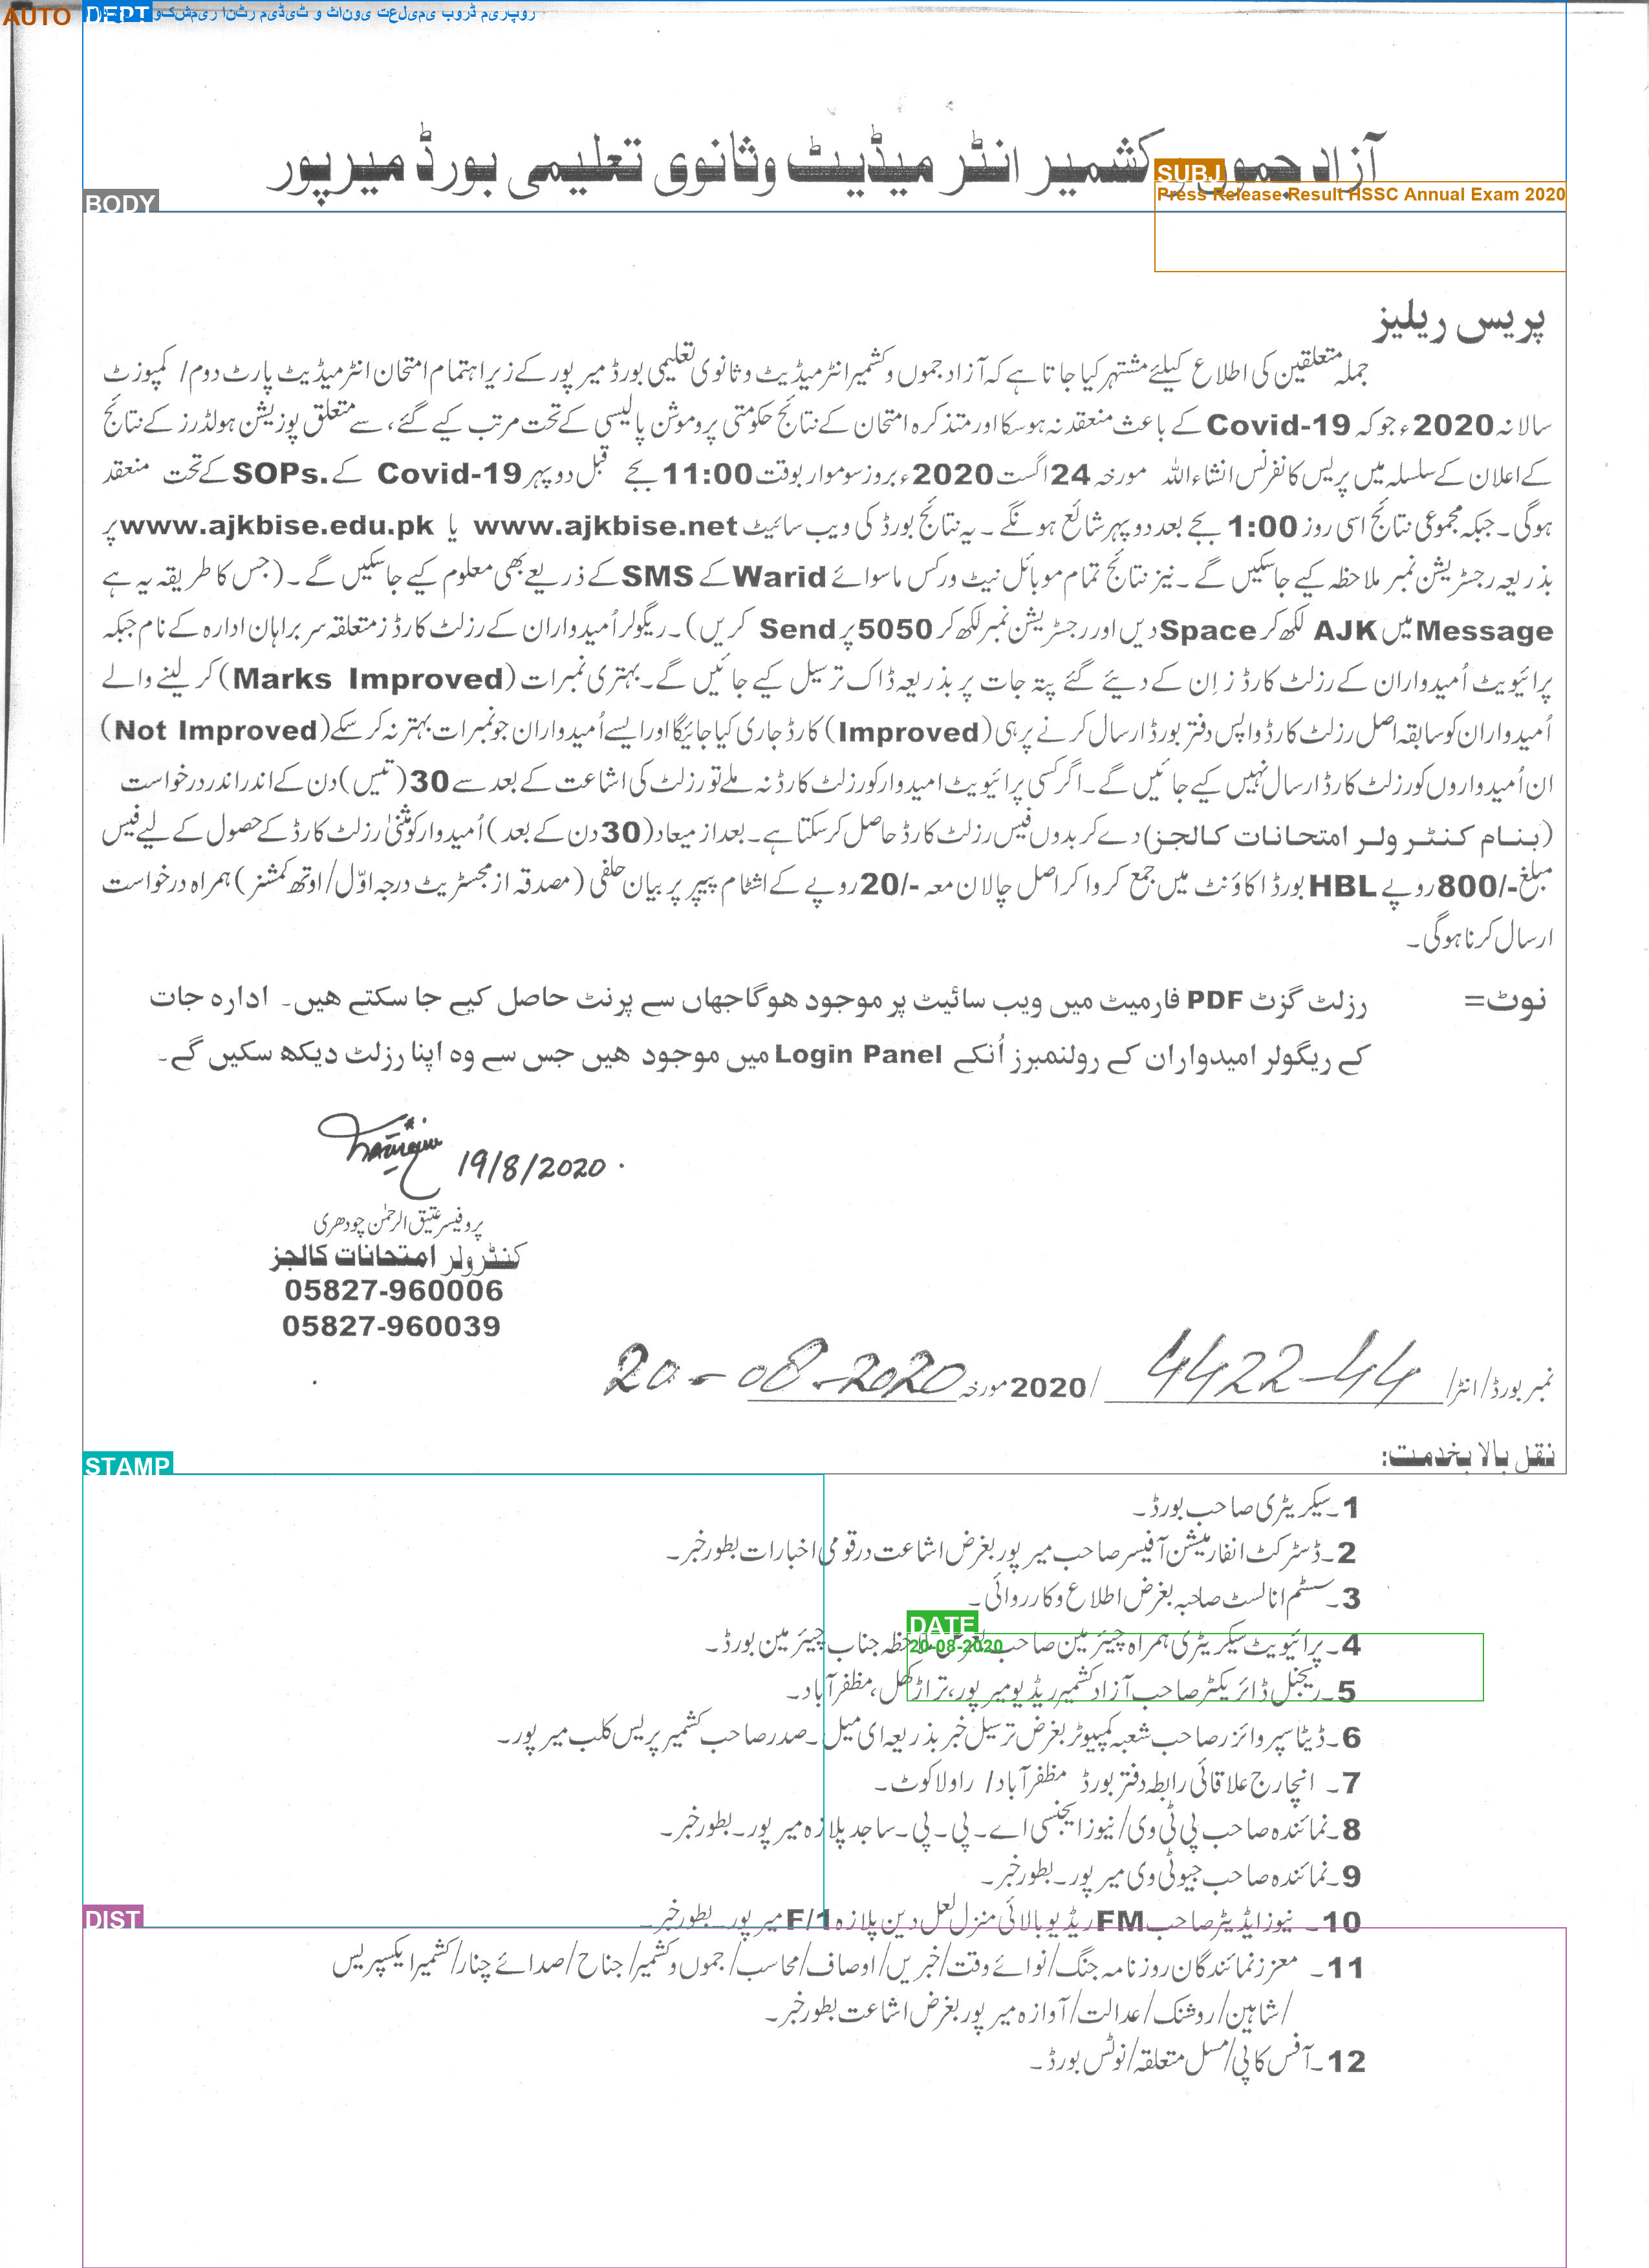 AUTO
DEPT
SUBJ
Press Release Result HSSC Annual Exam 2020
BODY
آزاد جموں و کشمیر انٹر میڈیٹ وثانوی تعلیمی بورڈ میرپور
پریس ریلیز
جملہ متعلقین کی اطلاع کیلئے مشتہر کیا جاتا ہے کہ آزاد جموں وکشمیر انٹرمیڈیٹ وثانوی تعلیمی بورڈ میرپور کے زیر اہتمام امتحان انٹرمیڈیٹ پارٹ دوم/ کمپوزٹ
سالانہ 2020ء جو کہ Covid-19 کے باعث منعقد نہ ہو سکا اور متذکرہ امتحان کے نتائج حکومتی پروموشن پالیسی کے تحت مرتب کیے گئے، سے متعلق پوزیشن ہولڈرز کے نتائج
کے اعلان کے سلسلہ میں پریس کانفرنس انشاء اللہ مورخہ 24 اگست 2020ء بروز سوموار بوقت 11:00 بجے قبل دوپہر Covid-19 کے SOPs. کے تحت منعقد
ہوگی۔ جبکہ مجموعی نتائج اسی روز 1:00 بجے بعد دوپہر شائع ہونگے۔ یہ نتائج بورڈ کی ویب سائیٹ www.ajkbise.net یا www.ajkbise.edu.pk پر
بذریعہ رجسٹریشن نمبر ملاحظہ کیے جاسکیں گے۔ نیز نتائج تمام موبائل نیٹ ورکس ماسوائے Warid کے SMS کے ذریعے بھی معلوم کیے جاسکیں گے۔ (جس کا طریقہ یہ ہے
Message میں AJK لکھ کر Space دیں اور رجسٹریشن نمبر لکھ کر 5050 پر Send کریں)۔ ریگولر اُمیدواران کے رزلٹ کارڈز متعلقہ سربراہان ادارہ کے نام جبکہ
پرائیویٹ اُمیدواران کے رزلٹ کارڈز اِن کے دیئے گئے پتہ جات پر بذریعہ ڈاک ترسیل کیے جائیں گے۔ بہتری نمبرات (Marks Improved) کر لینے والے
اُمیدواران کو سابقہ اصل رزلٹ کارڈ واپس دفتر بورڈ ارسال کرنے پر ہی (Improved) کارڈ جاری کیا جائیگا اور ایسے اُمیدواران جو نمبرات بہتر نہ کر سکے (Not Improved)
ان اُمیدواروں کو رزلٹ کارڈ ارسال نہیں کیے جائیں گے۔ اگر کسی پرائیویٹ امیدوار کو رزلٹ کارڈ نہ ملے تو رزلٹ کی اشاعت کے بعد سے 30 (تیس) دن کے اندر اندر درخواست
(بنام کنٹرولر امتحانات کالجز) دے کر بدوں فیس رزلٹ کارڈ حاصل کر سکتا ہے۔ بعد از میعاد (30 دن کے بعد) اُمیدوار کو مثنیٰ رزلٹ کارڈ کے حصول کے لیے فیس
مبلغ -/800 روپے HBL بورڈ اکاؤنٹ میں جمع کروا کر اصل چالان معہ -/20 روپے کے اشٹام پیپر پر بیان حلفی (مصدقہ از مجسٹریٹ درجہ اوّل/اوتھ کمشنر) ہمراہ درخواست
ارسال کرنا ہوگی۔
نوٹ= رزلٹ گزٹ PDF فارمیٹ میں ویب سائیٹ پر موجود ھوگا جھاں سے پرنٹ حاصل کیے جا سکتے ھیں۔ ادارہ جات
کے ریگولر امیدواران کے رولنمبرز اُنکے Login Panel میں موجود ھیں جس سے وہ اپنا رزلٹ دیکھ سکیں گے۔
19/8/2020
پروفیسر عتیق الرحمٰن چودھری
کنٹرولر امتحانات کالجز
05827-960006
05827-960039
نمبر بورڈ/انٹر/ 4422-44 /2020 مورخہ 20-08-2020
نقل بالا بخدمت:
STAMP
1۔ سیکریٹری صاحب بورڈ۔
2۔ ڈسٹرکٹ انفارمیشن آفیسر صاحب میرپور بغرض اشاعت در قومی اخبارات بطور خبر۔
3۔ سسٹم انالسٹ صاحبہ بغرض اطلاع و کارروائی۔
DATE
20-08-2020
4۔ پرائیویٹ سیکریٹری ہمراہ چیئرمین صاحب بغرض ملاحظہ جناب چیئرمین بورڈ۔
5۔ ریجنل ڈائریکٹر صاحب آزاد کشمیر ریڈیو میرپور، تراڑکھل، مظفرآباد۔
6۔ ڈیٹا سپروائزر صاحب شعبہ کمپیوٹر بغرض ترسیل خبر بذریعہ ای میل۔ صدر صاحب کشمیر پریس کلب میرپور۔
7۔ انچارج علاقائی رابطہ دفتر بورڈ مظفرآباد/ راولاکوٹ۔
8۔ نمائندہ صاحب پی ٹی وی/نیوز ایجنسی اے۔ پی۔ پی۔ ساجد پلازہ میرپور۔ بطور خبر۔
9۔ نمائندہ صاحب جیو ٹی وی میرپور۔ بطور خبر۔
DIST
10۔ نیوز ایڈیٹر صاحب FM ریڈیو بالائی منزل لعل دین پلازہ F/1 میرپور۔ بطور خبر۔
11۔ معزز نمائندگان روزنامہ جنگ/نوائے وقت/خبریں/اوصاف/محاسب/جموں وکشمیر/جناح/صدائے چنار/کشمیر ایکسپریس
/شاہین/روشنک/عدالت/آوازہ میرپور بغرض اشاعت بطور خبر۔
12۔ آفس کاپی/مسل متعلقہ/نوٹس بورڈ۔